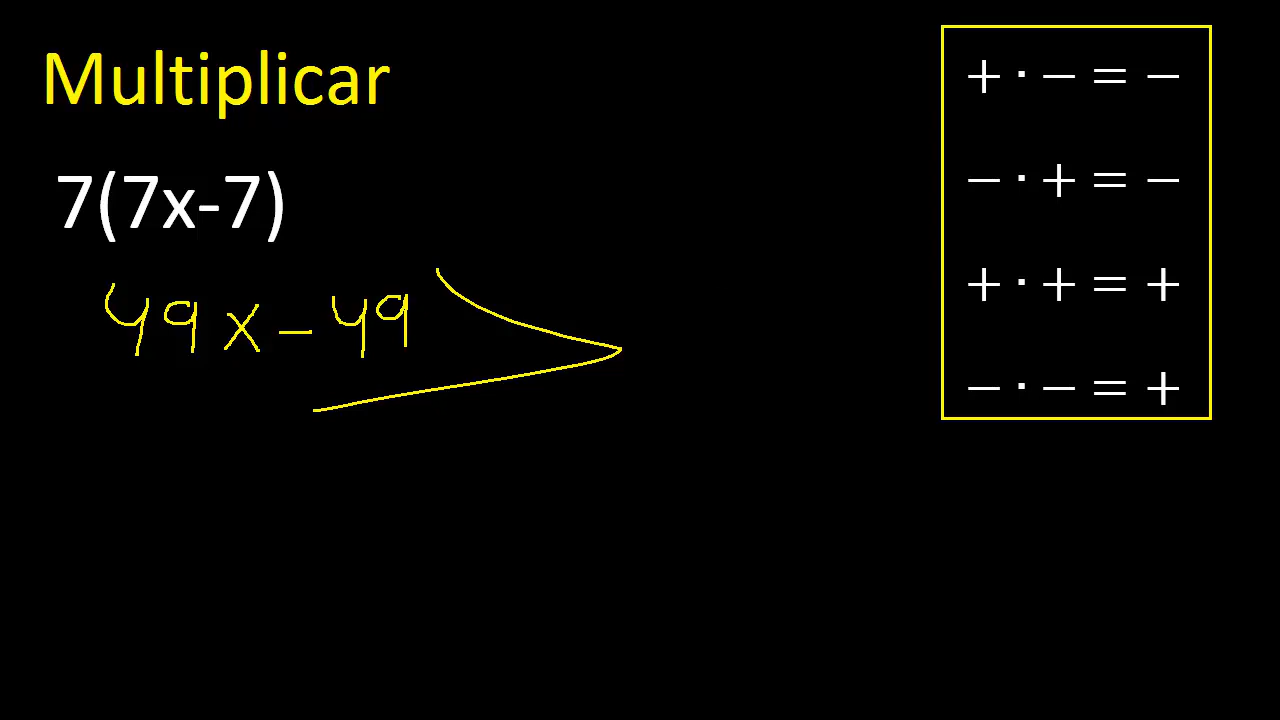 Multiplicar
7(7x-7)
49x - 49
+ · - = -
- · + = -
+ · + = +
- · - = +